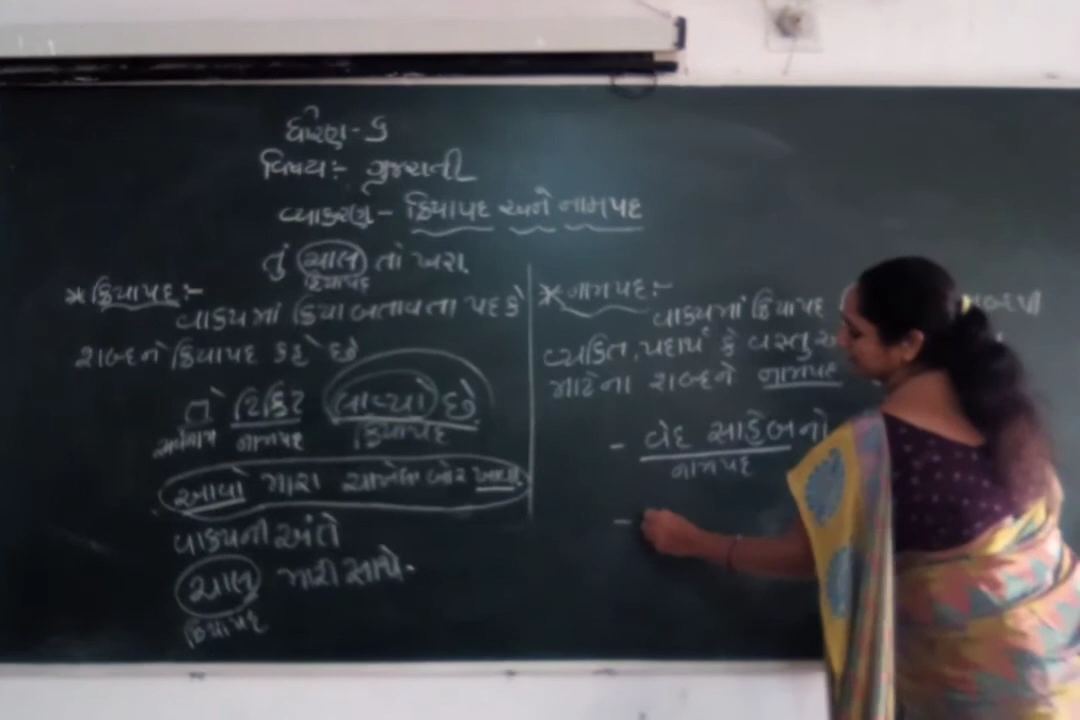 ધોરણ - ૬
વિષય :- ગુજરાતી
વ્યાકરણ - ક્રિયાપદ અને નામપદ
તું ચાલ તો ખરા.
ક્રિયાપદ
* ક્રિયાપદ :-
વાક્યમાં ક્રિયા બતાવતા પદ કે
શબ્દને ક્રિયાપદ કહે છે
તે ટિકિટ લાવ્યો છે.
સર્વનામ નામપદ ક્રિયાપદ
આવો મારા બોર
વાક્યની અંતે
ચાલ મારી સાથે.
ક્રિયાપદ
* નામપદ :-
વાક્યમાં ક્રિયાપદ
વ્યકિત, પદાર્થ કે વસ્તુ
માટેના શબ્દને નામપદ
- વેદ સાહેબનો
નામપદ
-